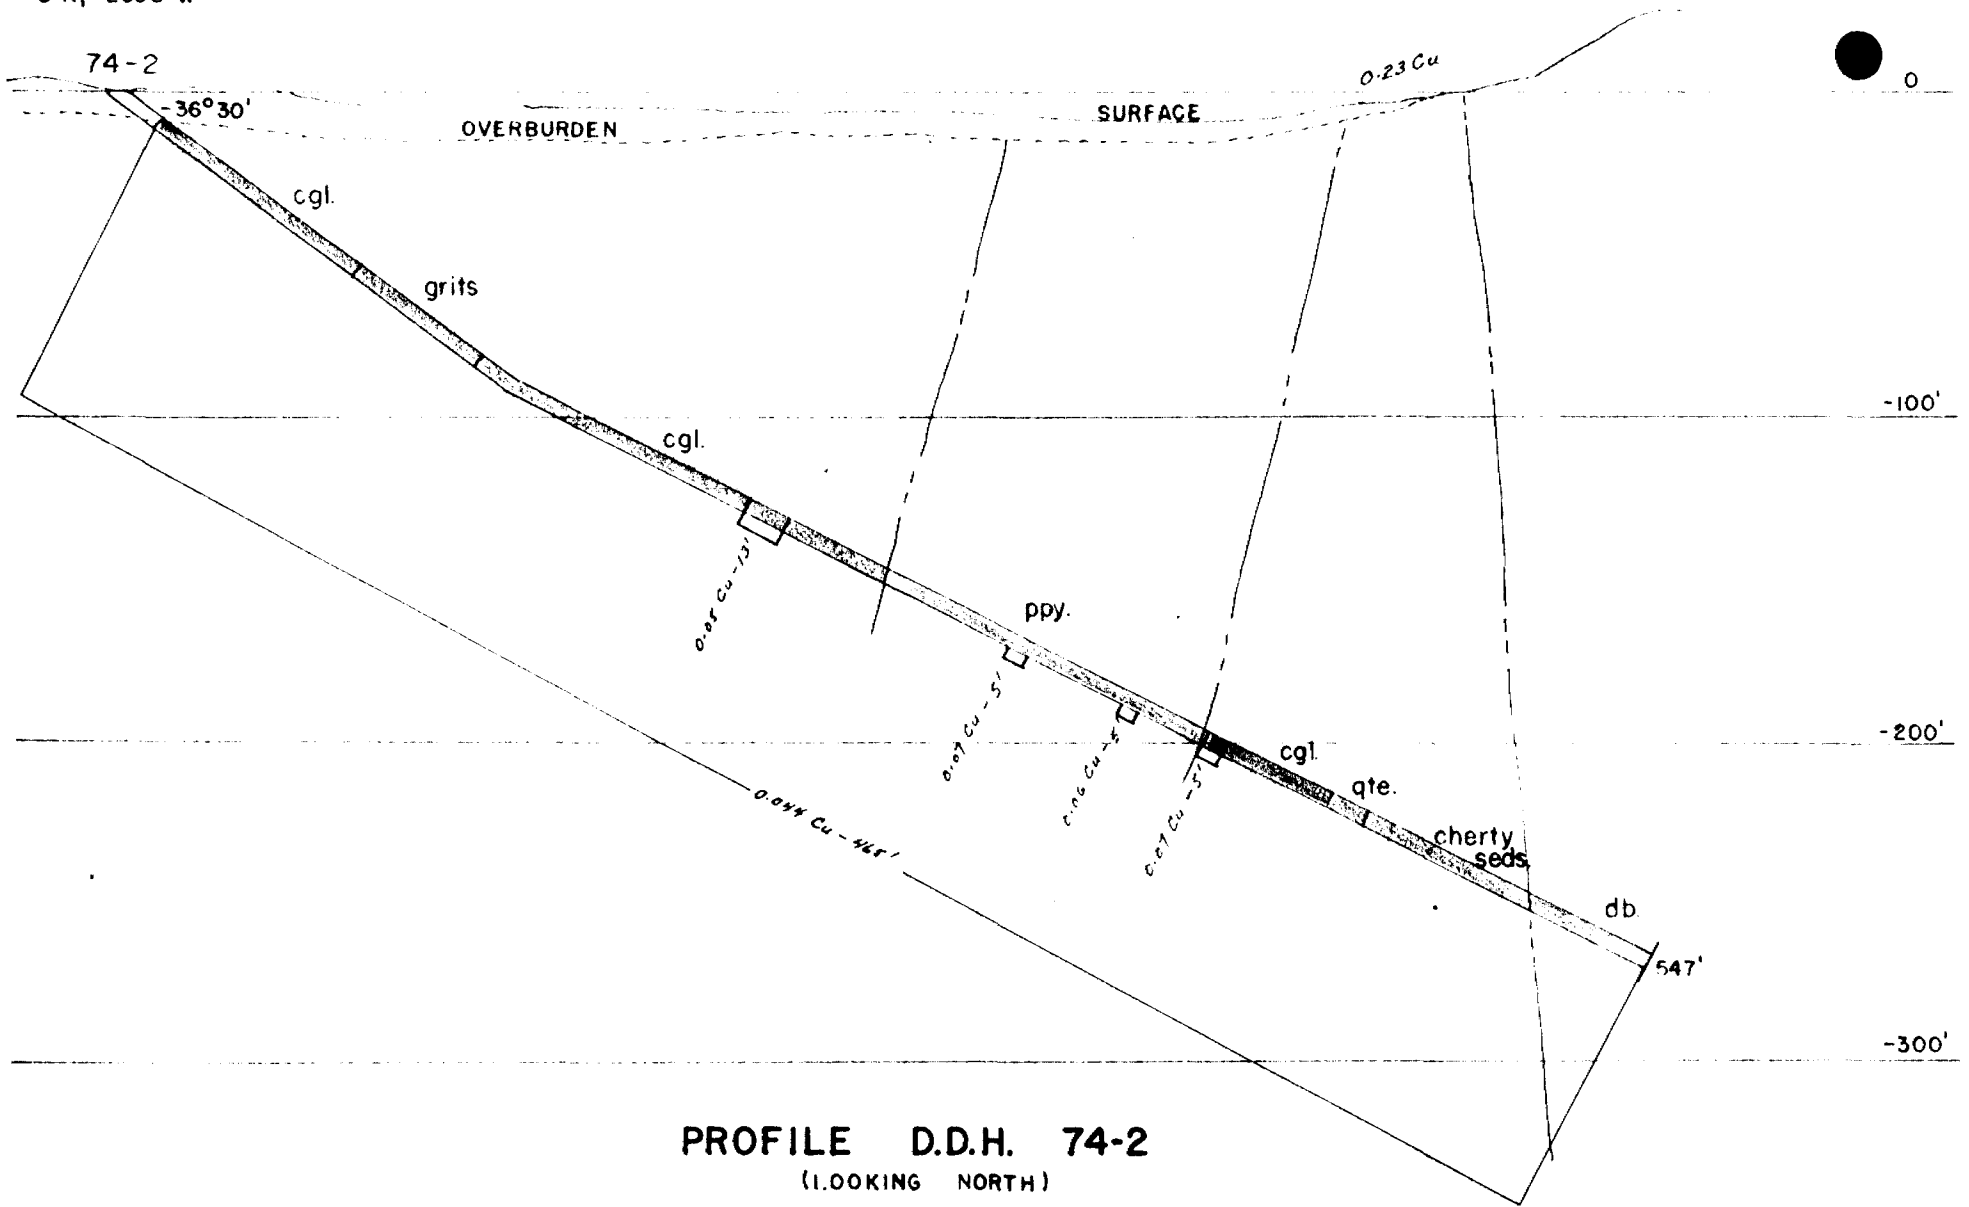 74-2
0.23 Cu
0
-36°30'
SURFACE
OVERBURDEN
cgl.
grits
-100'
cgl.
0.05 Cu-13'
ppy.
0.07 Cu-5'
0.06 Cu-5'
0.07 Cu-5'
-200'
cgl.
qte.
0.044 Cu-465'
cherty
seds.
db.
547'
-300'
PROFILE D.D.H. 74-2
(LOOKING NORTH)